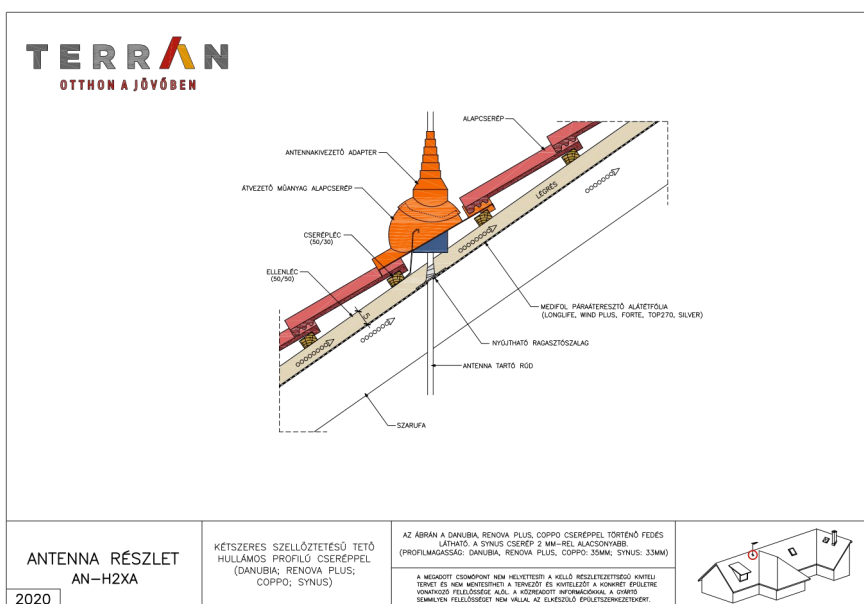 TERRÁN
OTTHON A JÖVŐBEN
ALAPCSERÉP
ANTENNAKIVEZETŐ ADAPTER
ÁTVEZETŐ MŰANYAG ALAPCSERÉP
LÉGRÉS
CSERÉPLÉC
(50/30)
ELLENLÉC
(50/50)
5
MEDIFOL PÁRAÁTERESZTŐ ALÁTÉTFÓLIA
(LONGLIFE, WIND PLUS, FORTE, TOP270, SILVER)
NYÚJTHATÓ RAGASZTÓSZALAG
ANTENNA TARTÓ RÚD
SZARUFA
ANTENNA RÉSZLET
AN-H2XA
2020
KÉTSZERES SZELLŐZTETÉSŰ TETŐ
HULLÁMOS PROFILÚ CSERÉPPEL
(DANUBIA; RENOVA PLUS;
COPPO; SYNUS)
AZ ÁBRÁN A DANUBIA, RENOVA PLUS, COPPO CSERÉPPEL TÖRTÉNŐ FEDÉS
LÁTHATÓ. A SYNUS CSERÉP 2 MM-REL ALACSONYABB.
(PROFILMAGASSÁG: DANUBIA, RENOVA PLUS, COPPO: 35MM; SYNUS: 33MM)
A MEGADOTT CSOMÓPONT NEM HELYETTESÍTI A KELLŐ RÉSZLETEZETTSÉGŰ KIVITELI
TERVET ÉS NEM MENTESÍTHETI A TERVEZŐT ÉS KIVITELEZŐT A KONKRÉT ÉPÜLETRE
VONATKOZÓ FELELŐSSÉGE ALÓL. A KÖZREADOTT INFORMÁCIÓKKAL A GYÁRTÓ
SEMMILYEN FELELŐSSÉGET NEM VÁLLAL AZ ELKÉSZÜLŐ ÉPÜLETSZERKEZETEKÉRT.